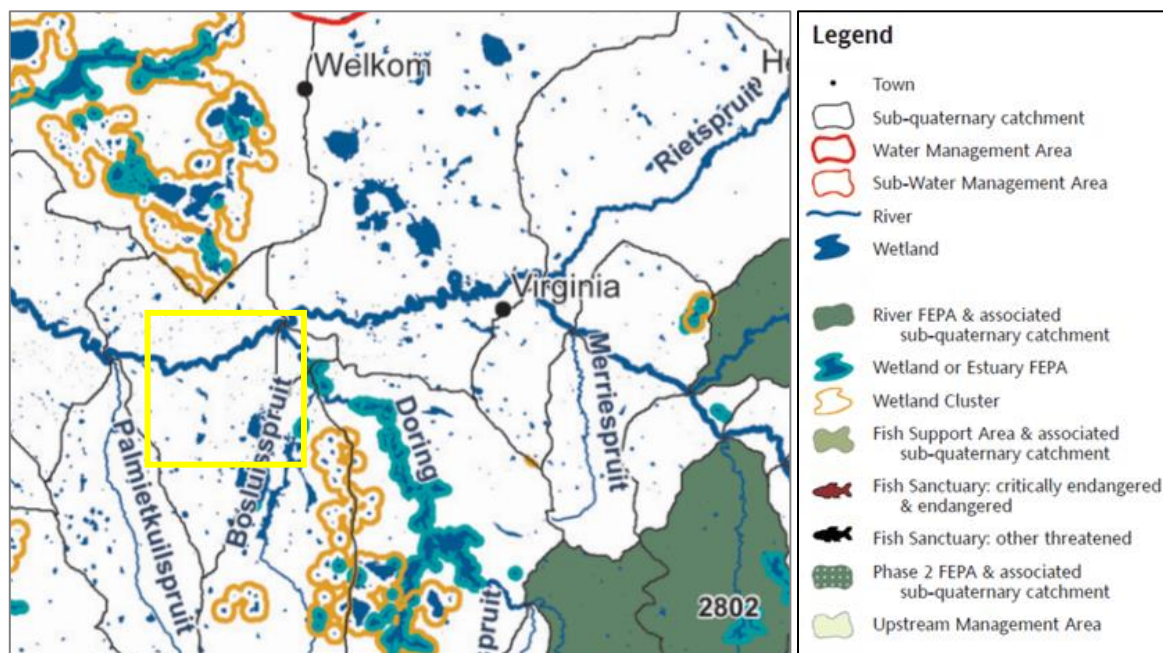 Welkom
He
Rietspruit
Virginia
Merriespruit
Doring
Bosluisspruit
Palmietkuilspruit
spruit
2802
Legend
Town
Sub-quaternary catchment
Water Management Area
Sub-Water Management Area
River
Wetland
River FEPA & associated
sub-quaternary catchment
Wetland or Estuary FEPA
Wetland Cluster
Fish Support Area & associated
sub-quaternary catchment
Fish Sanctuary: critically endangered
& endangered
Fish Sanctuary: other threatened
Phase 2 FEPA & associated
sub-quaternary catchment
Upstream Management Area